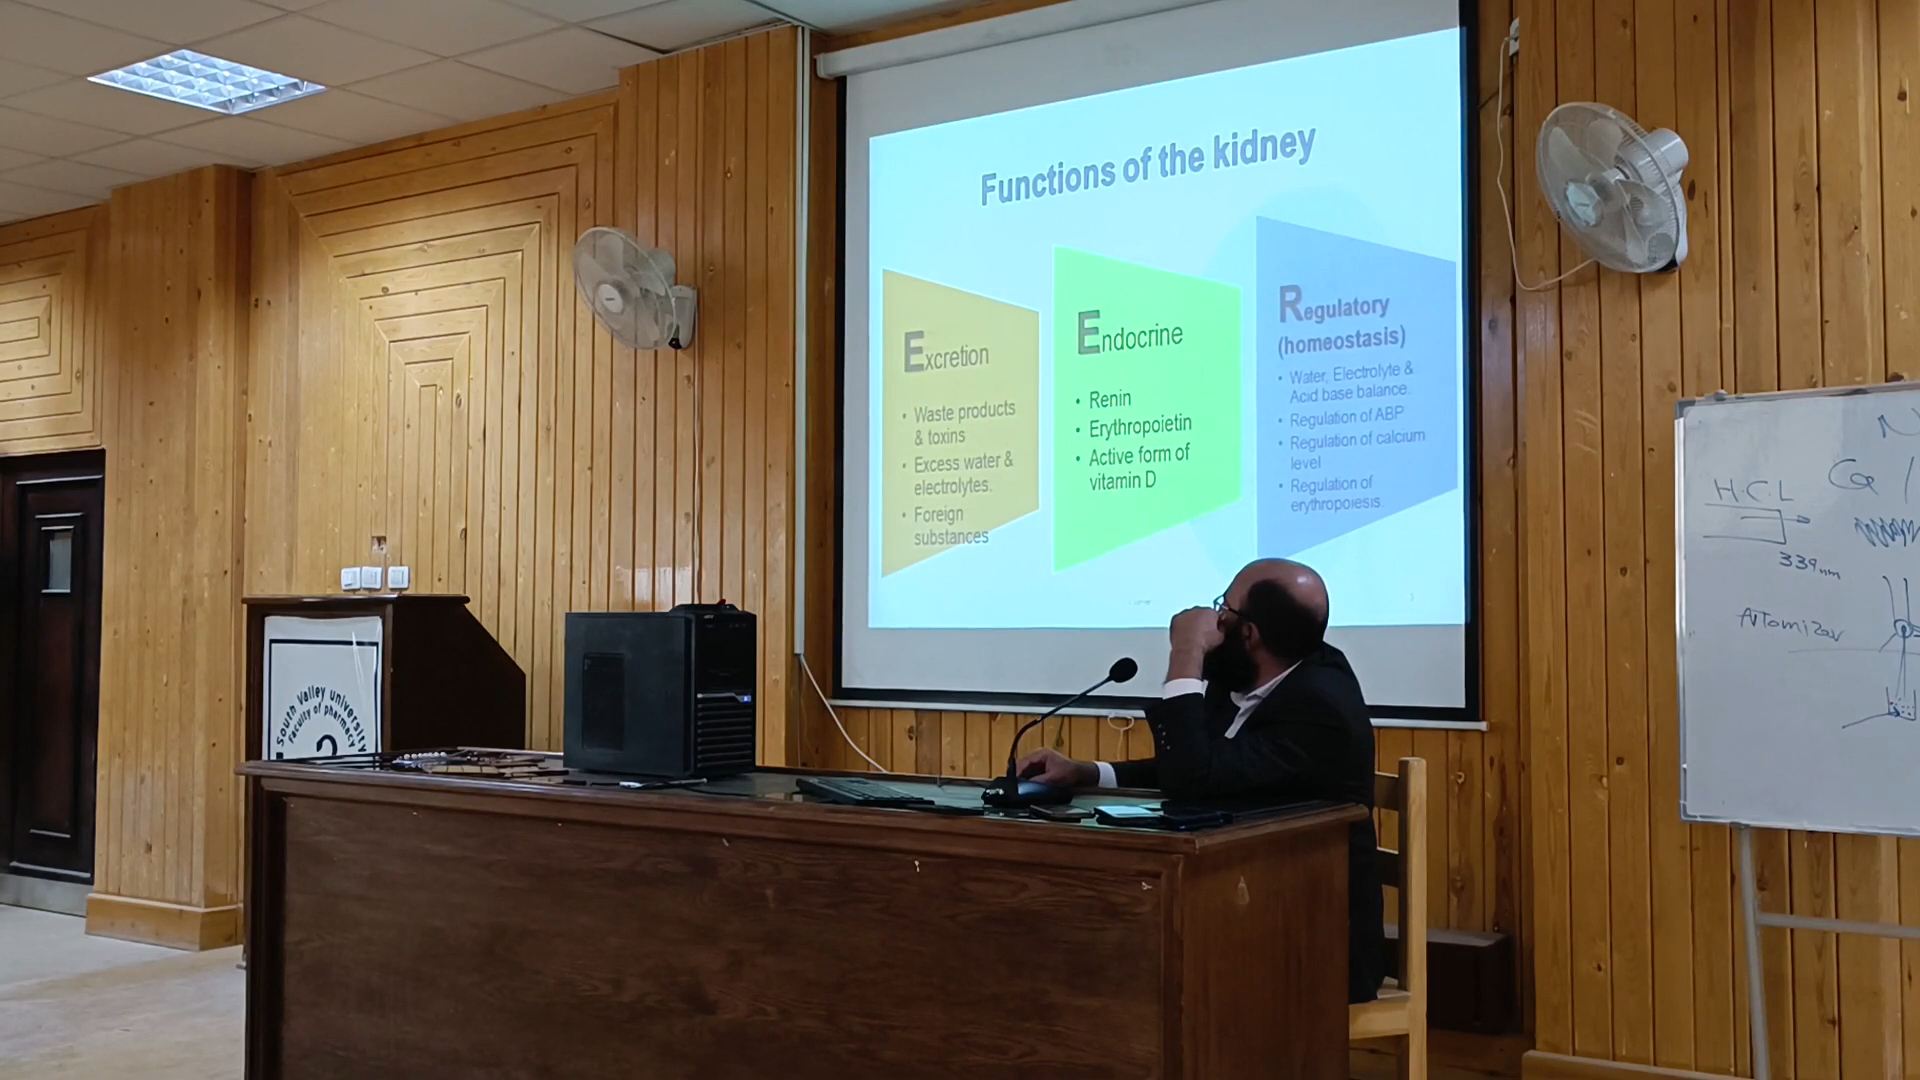 Functions of the kidney
Excretion
• Waste products
& toxins
• Excess water &
electrolytes.
• Foreign
substances
Endocrine
• Renin
• Erythropoietin
• Active form of
vitamin D
Regulatory
(homeostasis)
• Water, Electrolyte &
Acid base balance.
• Regulation of ABP
• Regulation of calcium
level
• Regulation of
erythropoiesis.
South Valley university
Faculty of pharmacy
H.C.L
339nm
ATomizer